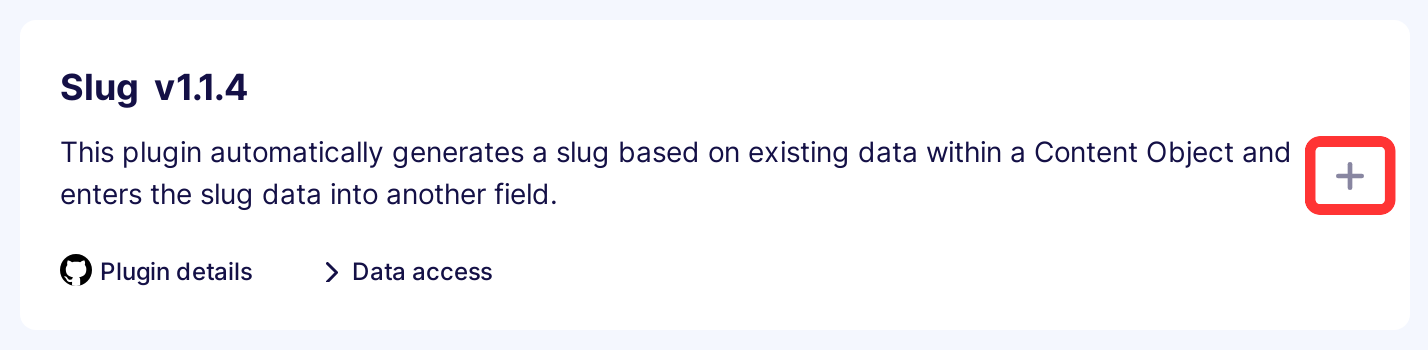 Slug v1.1.4
This plugin automatically generates a slug based on existing data within a Content Object and
enters the slug data into another field.
Plugin details
Data access